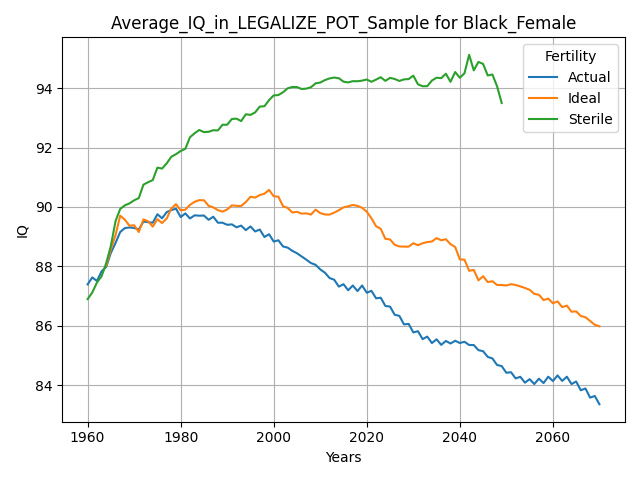 Average_IQ_in_LEGALIZE_POT_Sample for Black_Female
Fertility
Actual
Ideal
Sterile
IQ
94
92
90
88
86
84
1960 1980 2000 2020 2040 2060
Years